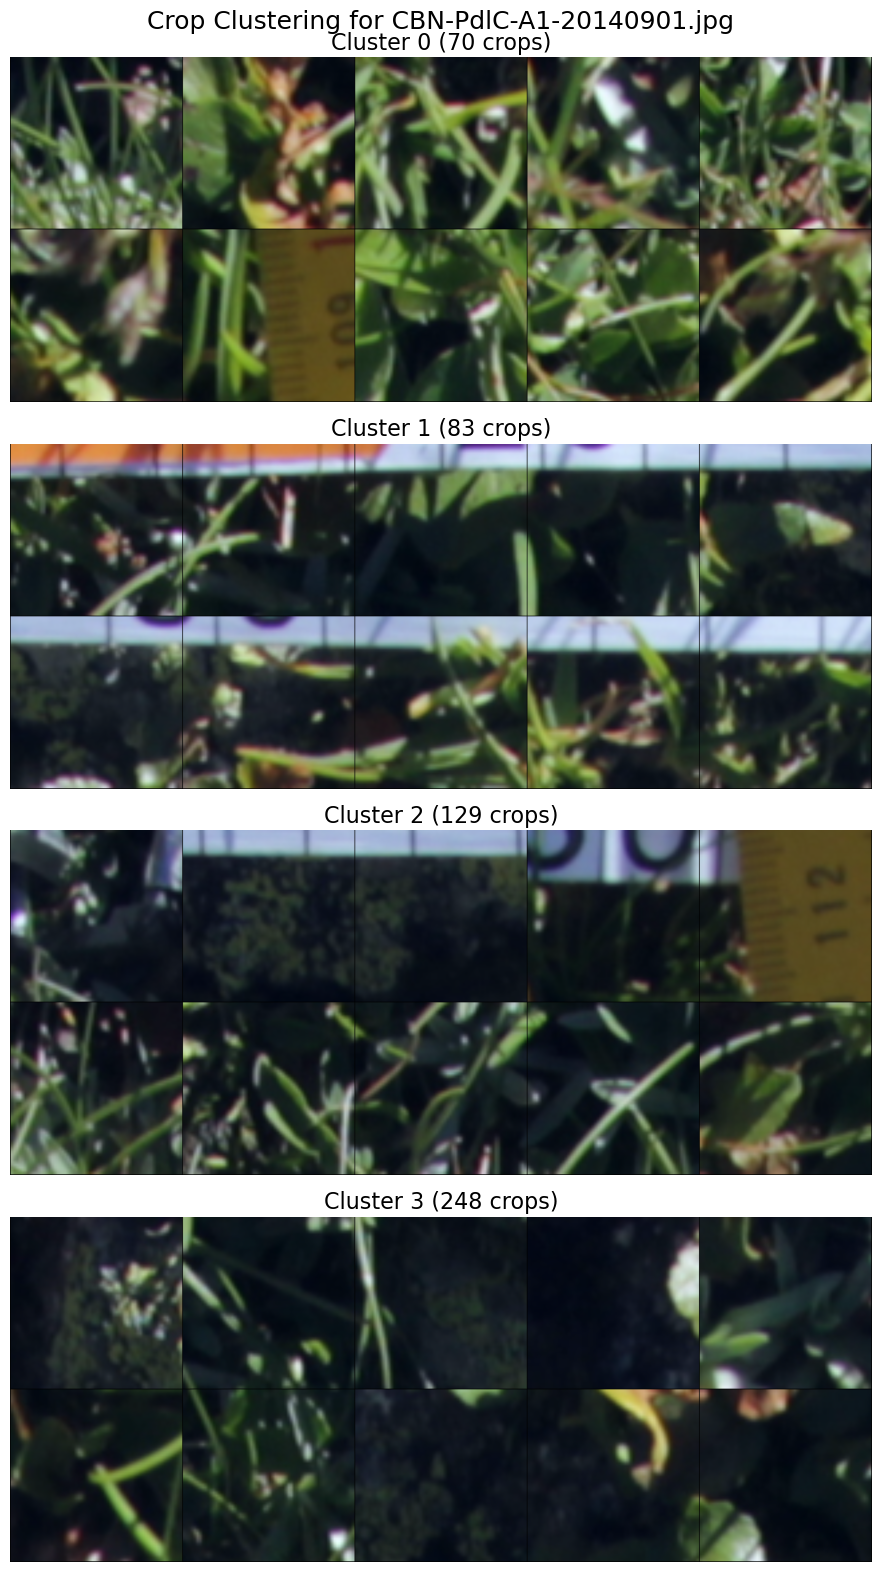 Crop Clustering for CBN-PdlC-A1-20140901.jpg
Cluster 0 (70 crops)
109
Cluster 1 (83 crops)
Cluster 2 (129 crops)
112
Cluster 3 (248 crops)